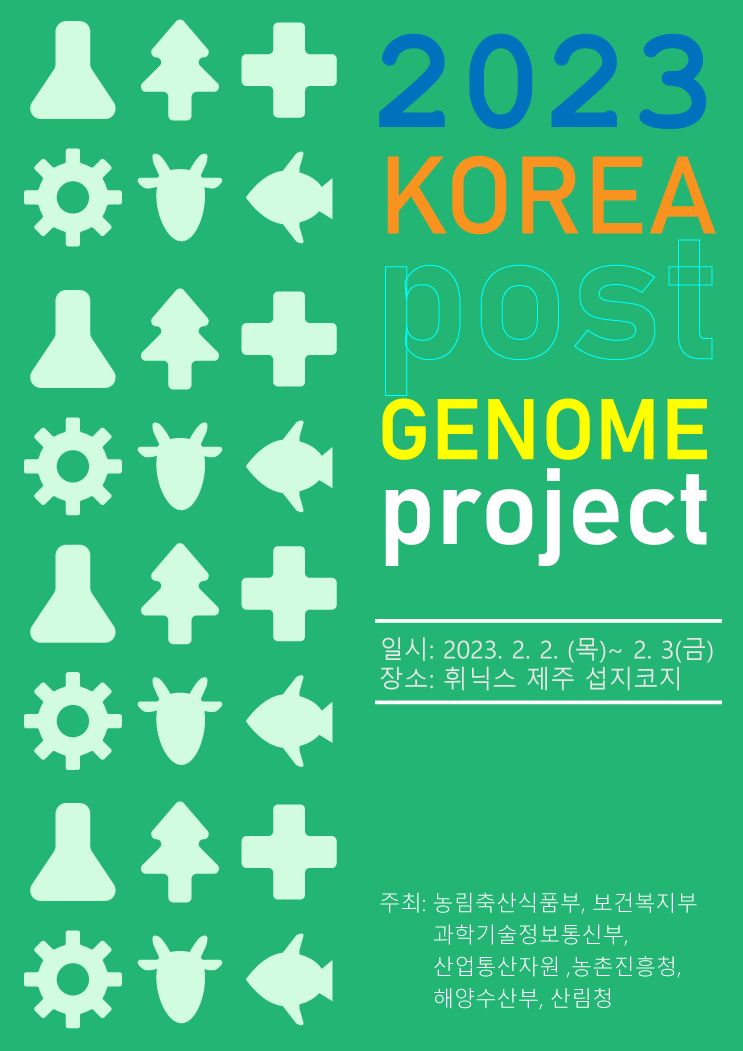 2023
KOREA
post
GENOME
project
일시: 2023. 2. 2. (목)~ 2. 3(금)
장소: 휘닉스 제주 섭지코지
주최: 농림축산식품부, 보건복지부
과학기술정보통신부,
산업통산자원 ,농촌진흥청,
해양수산부, 산림청